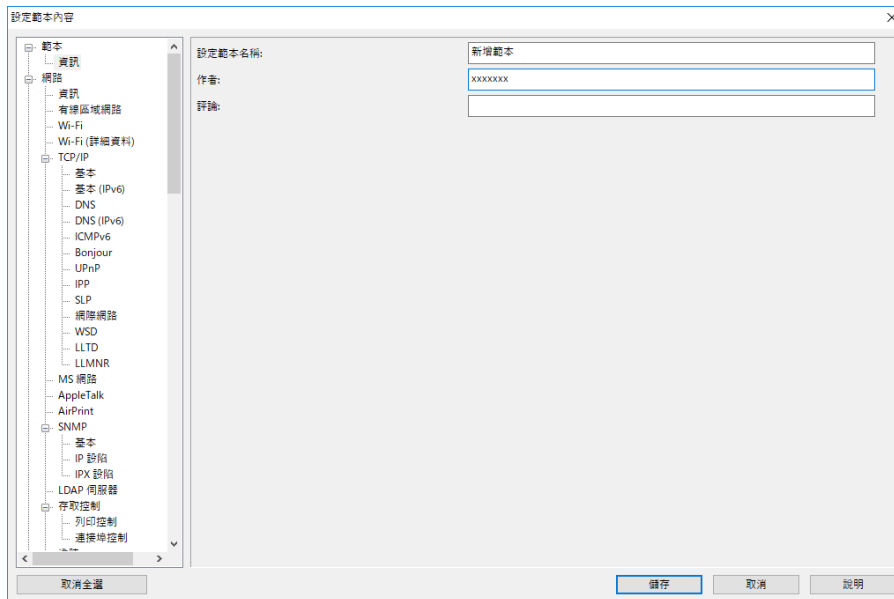 設定範本內容
範本
資訊
網路
資訊
有線區域網路
Wi-Fi
Wi-Fi (詳細資料)
TCP/IP
基本
基本 (IPv6)
DNS
DNS (IPv6)
ICMPv6
Bonjour
UPnP
IPP
SLP
網際網路
WSD
LLTD
LLMNR
MS 網路
AppleTalk
AirPrint
SNMP
基本
IP 設陷
IPX 設陷
LDAP 伺服器
存取控制
列印控制
連接埠控制
設定範本名稱: 新增範本
作者: xxxxxxx
評論:
取消全選 儲存 取消 說明